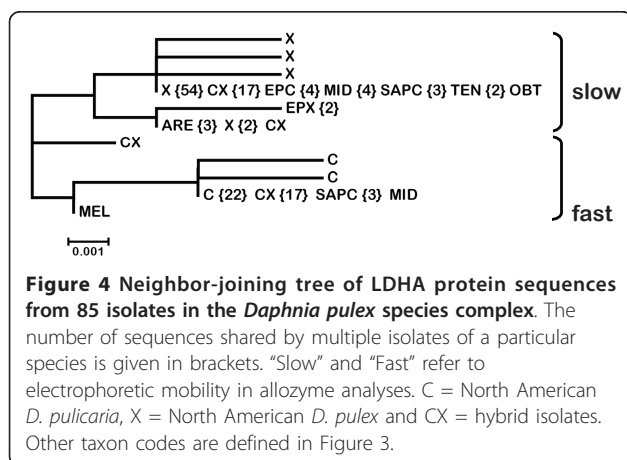 X
X
X
X {54} CX {17} EPC {4} MID {4} SAPC {3} TEN {2} OBT
slow
EPX {2}
ARE {3} X {2} CX
CX
C
C
C {22} CX {17} SAPC {3} MID
MEL
fast
0.001
Figure 4 Neighbor-joining tree of LDHA protein sequences
from 85 isolates in the Daphnia pulex species complex. The
number of sequences shared by multiple isolates of a particular
species is given in brackets. “Slow” and “Fast” refer to
electrophoretic mobility in allozyme analyses. C = North American
D. pulicaria, X = North American D. pulex and CX = hybrid isolates.
Other taxon codes are defined in Figure 3.